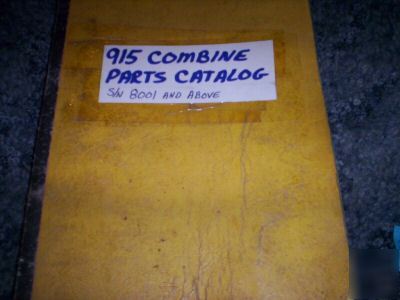 915 COMBINE
PARTS CATALOG
S/N 8001 AND ABOVE